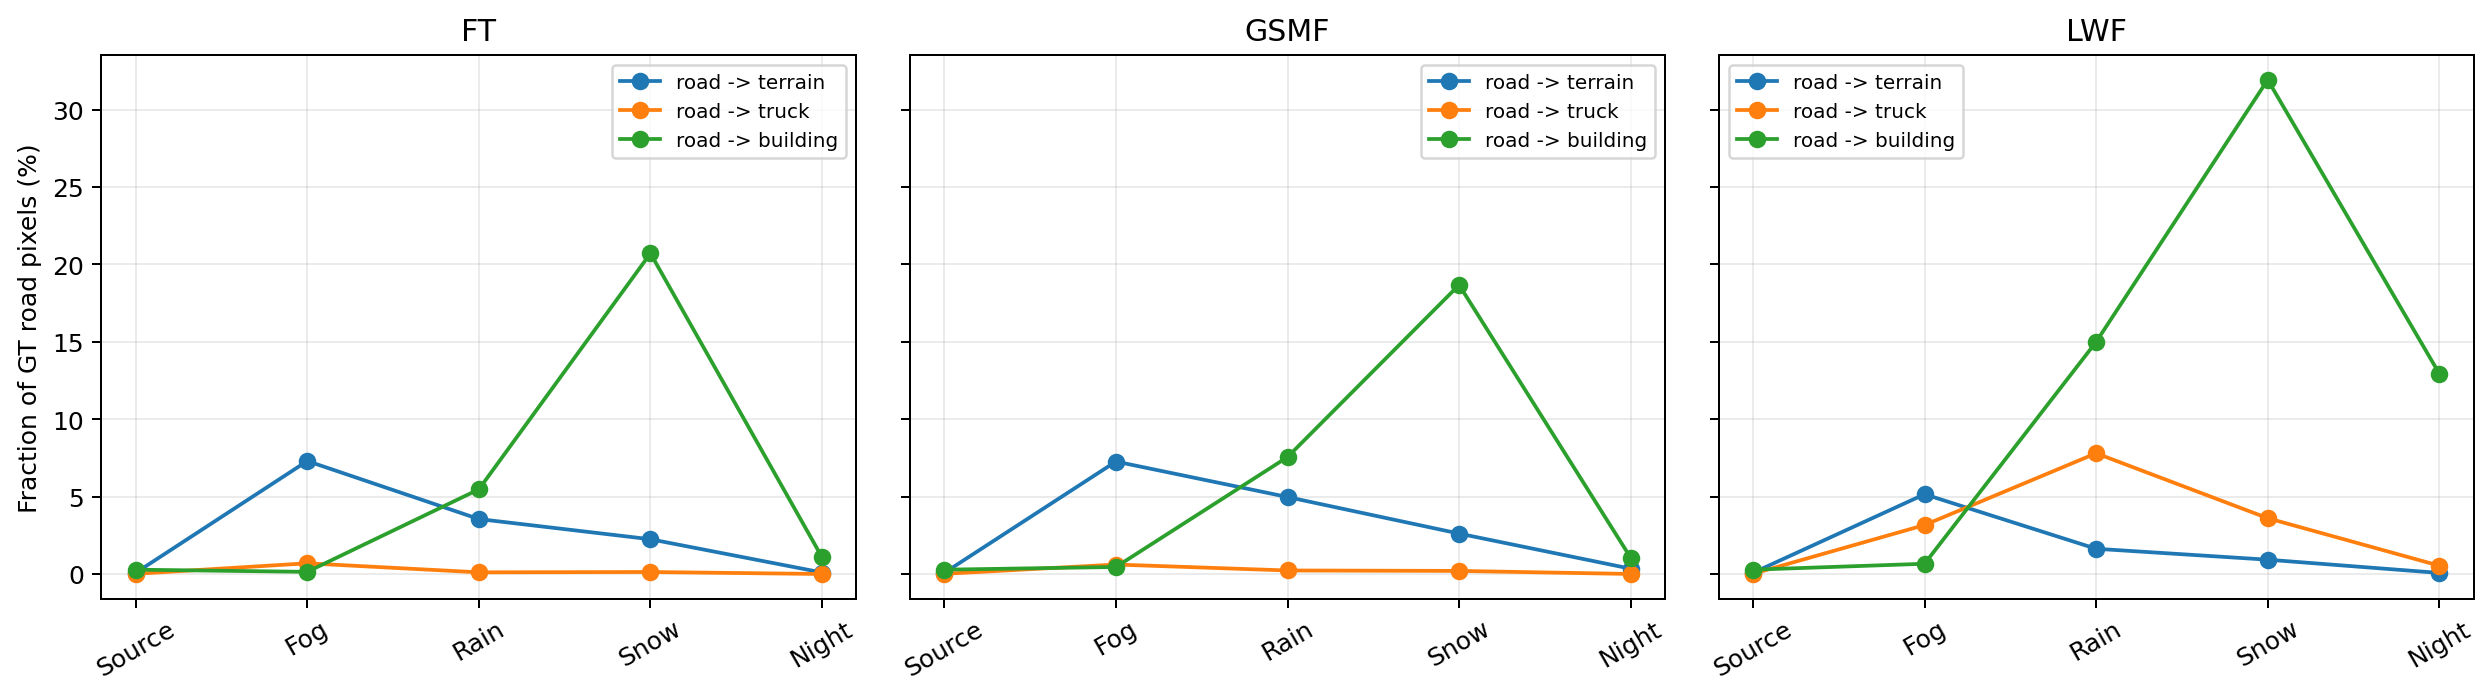 FT
GSMF
LWF
Fraction of GT road pixels (%)
30
25
20
15
10
5
0
road -> terrain
road -> truck
road -> building
road -> terrain
road -> truck
road -> building
road -> terrain
road -> truck
road -> building
Source Fog Rain Snow Night
Source Fog Rain Snow Night
Source Fog Rain Snow Night